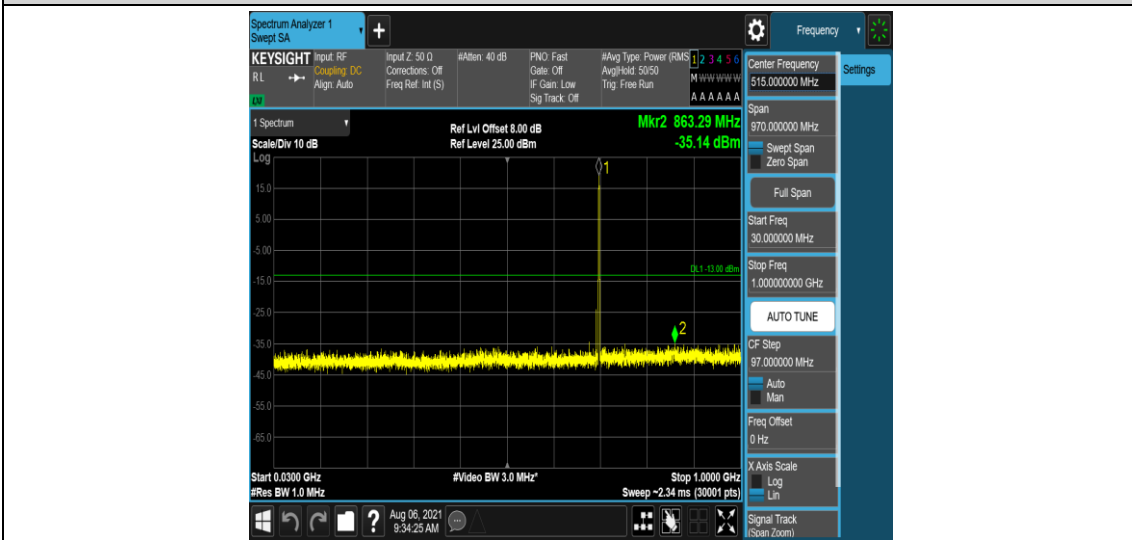 Spectrum Analyzer 1
Swept SA
+
Frequency
KEYSIGHT
RL
LXI
Input: RF
Coupling: DC
Align: Auto
Input Z: 50 Ω
Corrections: Off
Freq Ref: Int (S)
#Atten: 40 dB
PNO: Fast
Gate: Off
IF Gain: Low
Sig Track: Off
#Avg Type: Power (RMS
Avg|Hold: 50/50
Trig: Free Run
1 2 3 4 5 6
M W W W W W
A A A A A A
Center Frequency
515.000000 MHz
Settings
1 Spectrum
Scale/Div 10 dB
Log
Ref Lvl Offset 8.00 dB
Ref Level 25.00 dBm
Mkr2 863.29 MHz
-35.14 dBm
1
15.0
5.00
-5.00
-15.0
-25.0
-35.0
-45.0
-55.0
-65.0
DL1 -13.00 dBm
2
Start 0.0300 GHz
#Res BW 1.0 MHz
#Video BW 3.0 MHz*
Stop 1.0000 GHz
Sweep ~2.34 ms (30001 pts)
Span
970.000000 MHz
Swept Span
Zero Span
Full Span
Start Freq
30.000000 MHz
Stop Freq
1.000000000 GHz
AUTO TUNE
CF Step
97.000000 MHz
Auto
Man
Freq Offset
0 Hz
X Axis Scale
Log
Lin
Signal Track
(Span Zoom)
?
Aug 06, 2021
9:34:25 AM